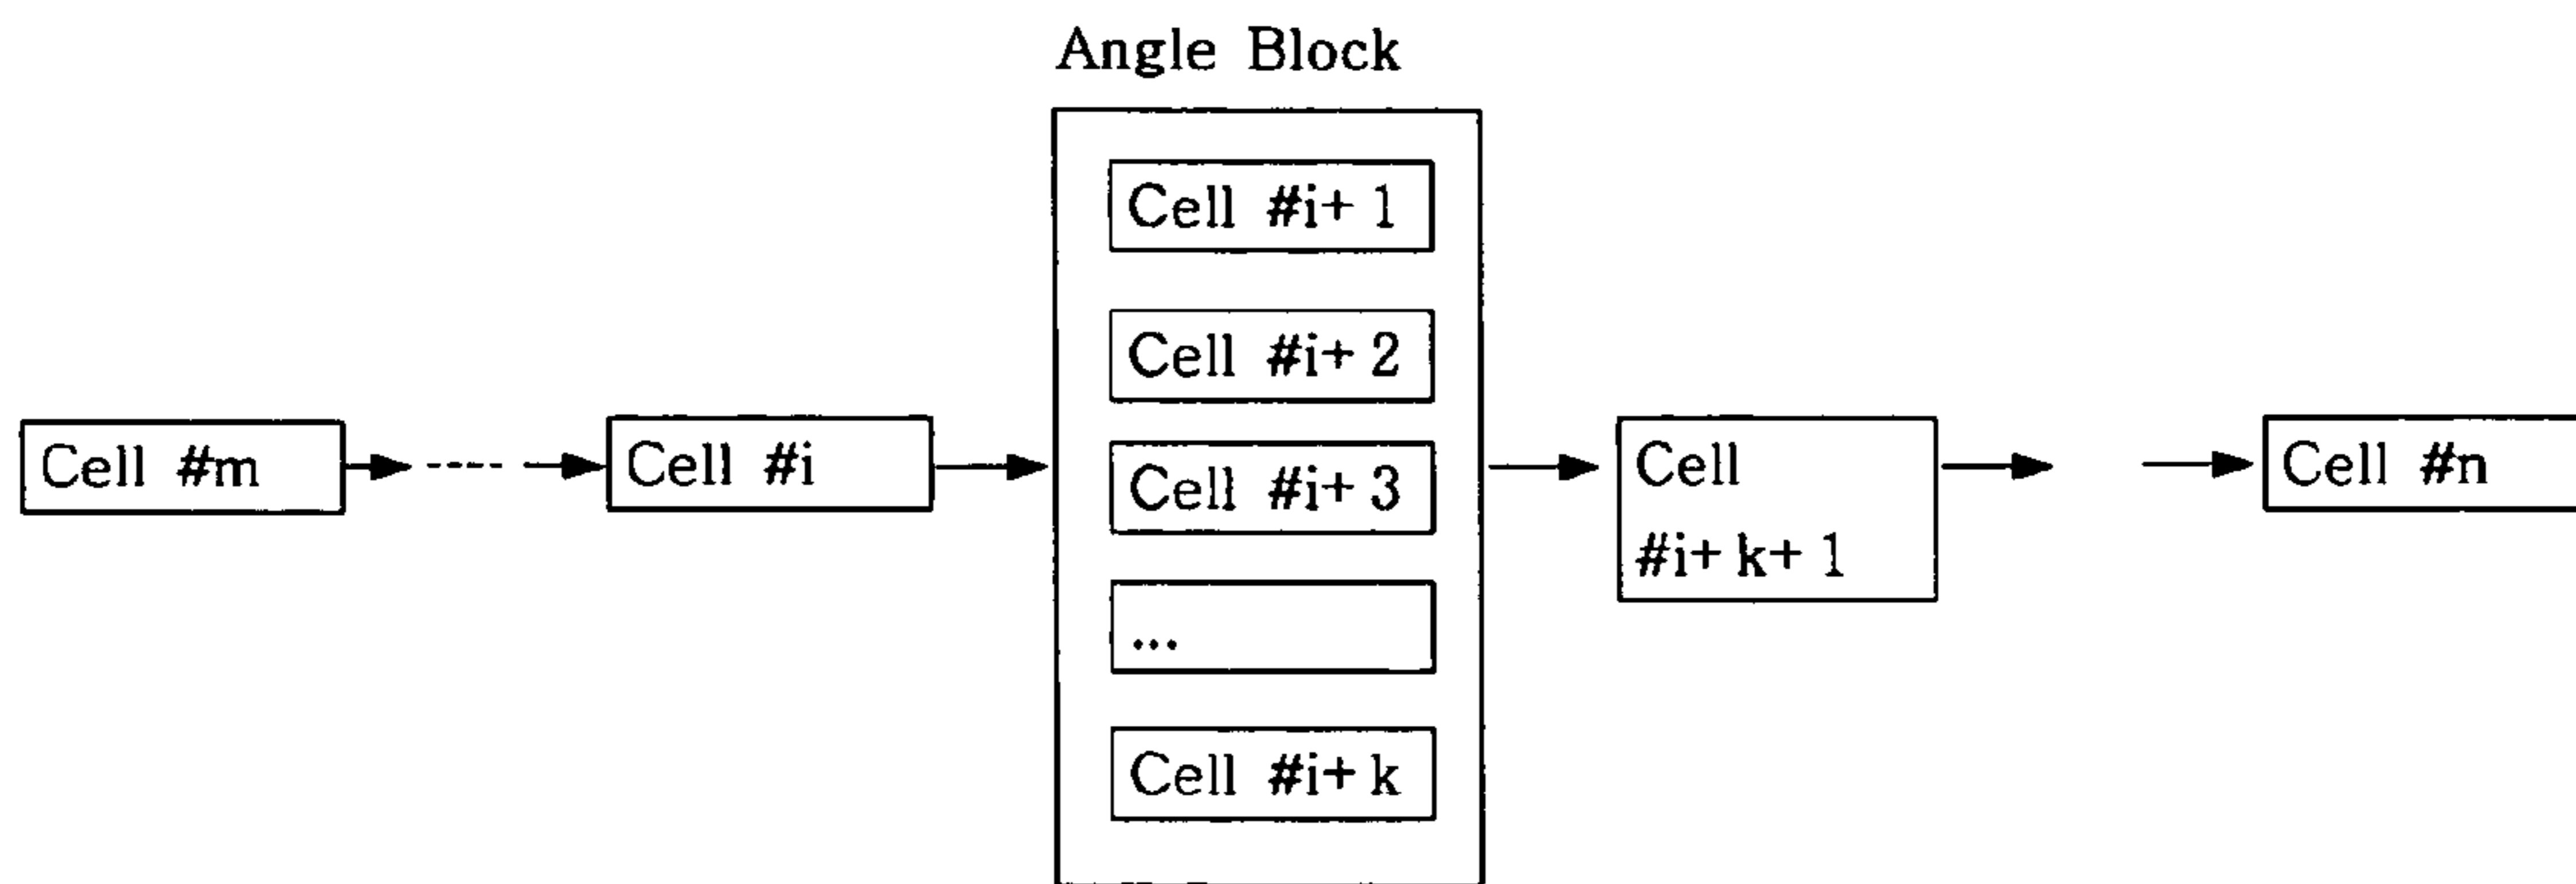 Angle Block
Cell #i+ 1
Cell #i+ 2
Cell #m
Cell #i
Cell #i+ 3
Cell
#i+ k+ 1
Cell #n
...
Cell #i+ k